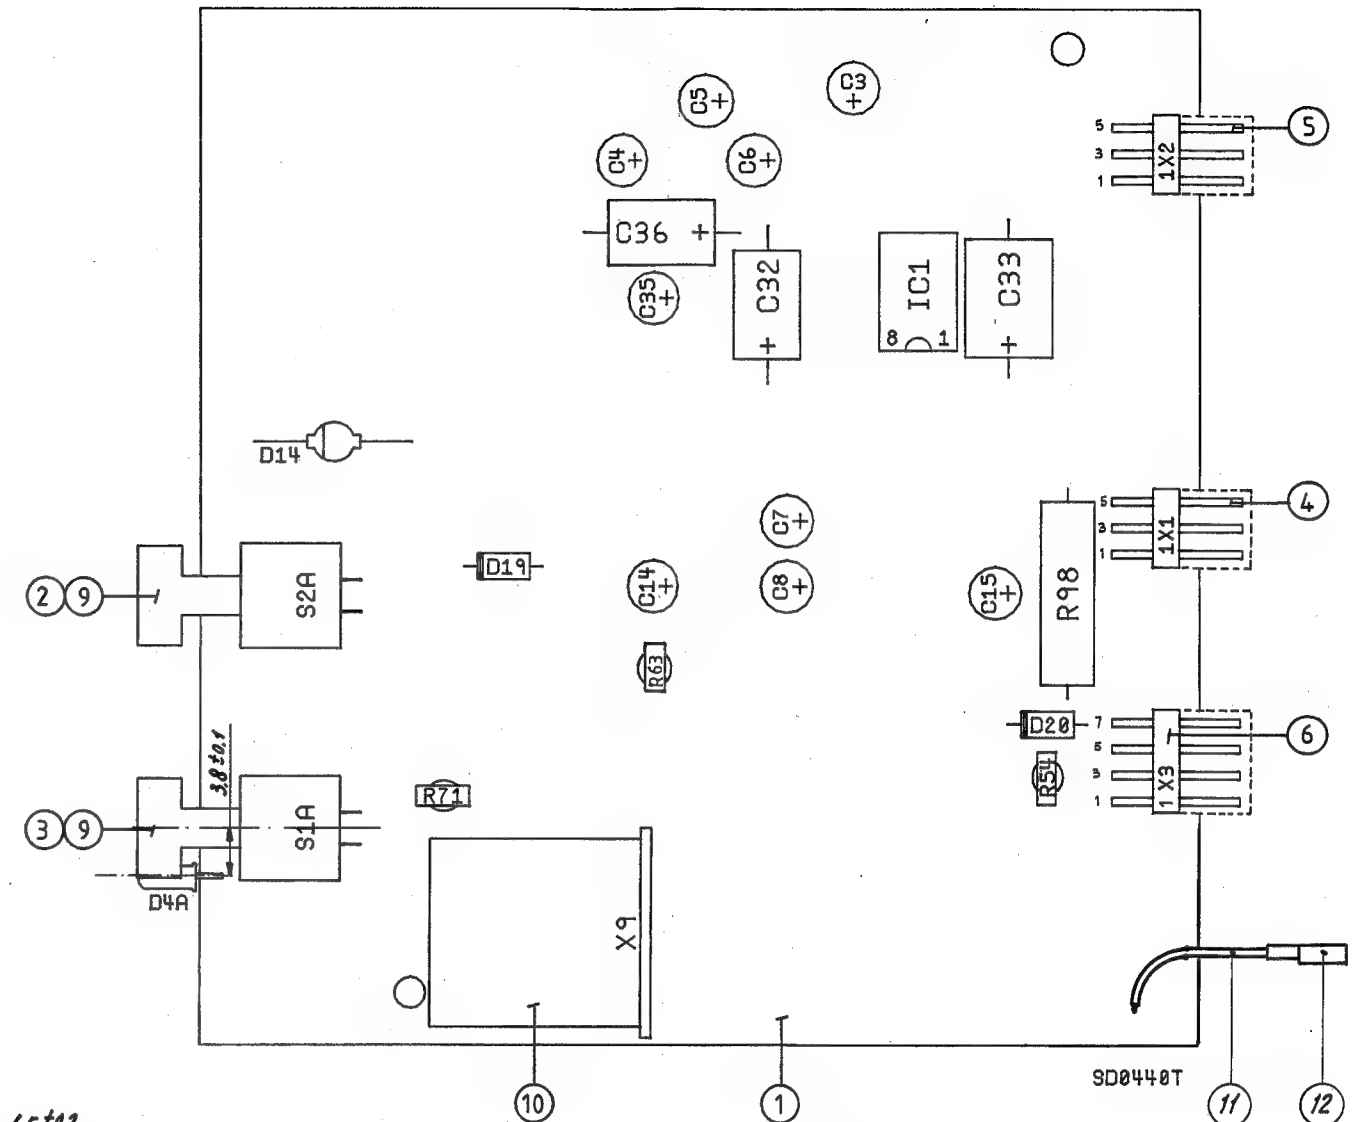 C5 +
C3
+
5
3
1
1X2
5
C4 +
C6 +
C36 +
C35 +
C32
+
IC1
8 1
C33
+
D14
C7 +
5
3
1
1X1
4
2 9
S2A
D19
C14 +
C8 +
C15 +
R98
R63
3,8 ±0,1
D20
7
5
3
1
1X3
6
R54
R71
3 9
S1A
D4A
X9
SD0440T
10
1
11
12